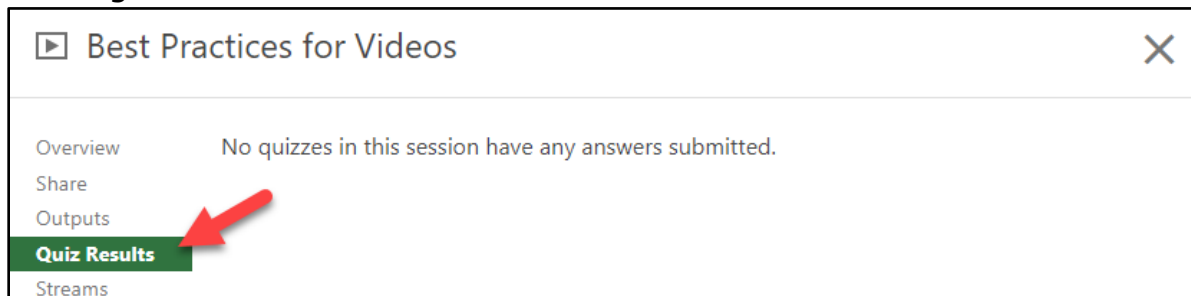 Best Practices for Videos
Overview
No quizzes in this session have any answers submitted.
Share
Outputs
Quiz Results
Streams